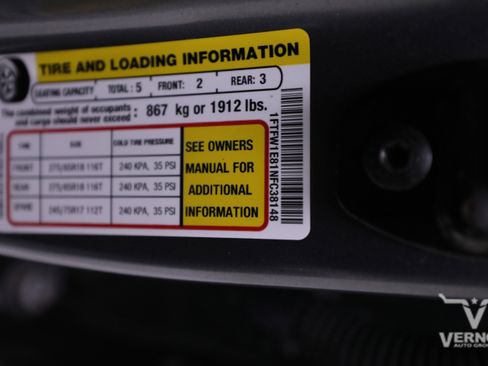 TIRE AND LOADING INFORMATION
SEATING CAPACITY TOTAL: 5 FRONT: 2 REAR: 3
The combined weight of occupants
and cargo should never exceed: 867 kg or 1912 lbs.
TIRE SIZE COLD TIRE PRESSURE
FRONT 275/65R18 116T 240 KPA, 35 PSI
REAR 275/65R18 116T 240 KPA, 35 PSI
SPARE 245/75R17 112T 240 KPA, 35 PSI
SEE OWNERS
MANUAL FOR
ADDITIONAL
INFORMATION
1FTFW1E81NFC38148
AUTO GROUP